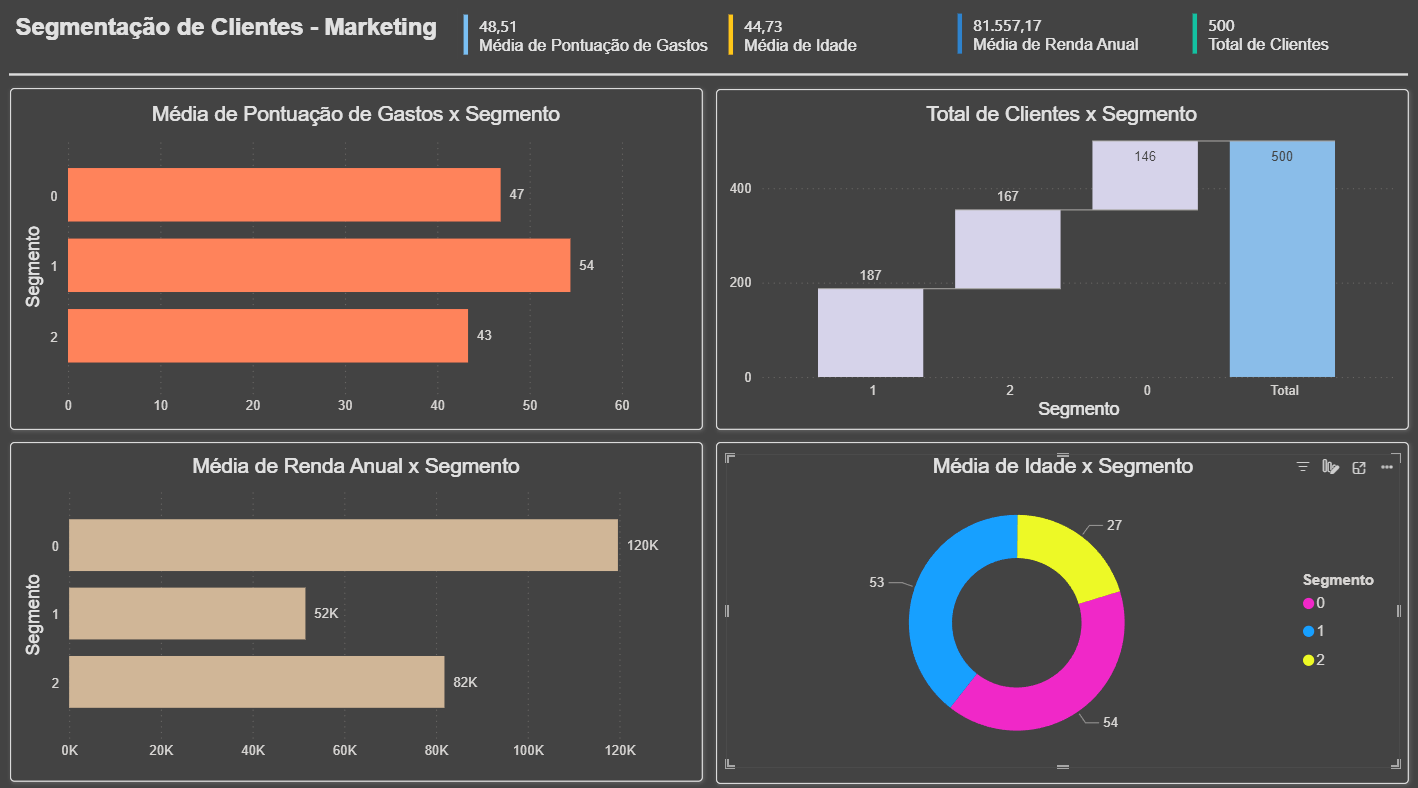 Segmentação de Clientes - Marketing
48,51
Média de Pontuação de Gastos
44,73
Média de Idade
81.557,17
Média de Renda Anual
500
Total de Clientes
Média de Pontuação de Gastos x Segmento
Segmento
0
47
1
54
2
43
0
10
20
30
40
50
60
Total de Clientes x Segmento
400
200
0
187
167
146
500
1
2
0
Total
Segmento
Média de Renda Anual x Segmento
Segmento
0
120K
1
52K
2
82K
0K
20K
40K
60K
80K
100K
120K
Média de Idade x Segmento
27
53
54
Segmento
0
1
2